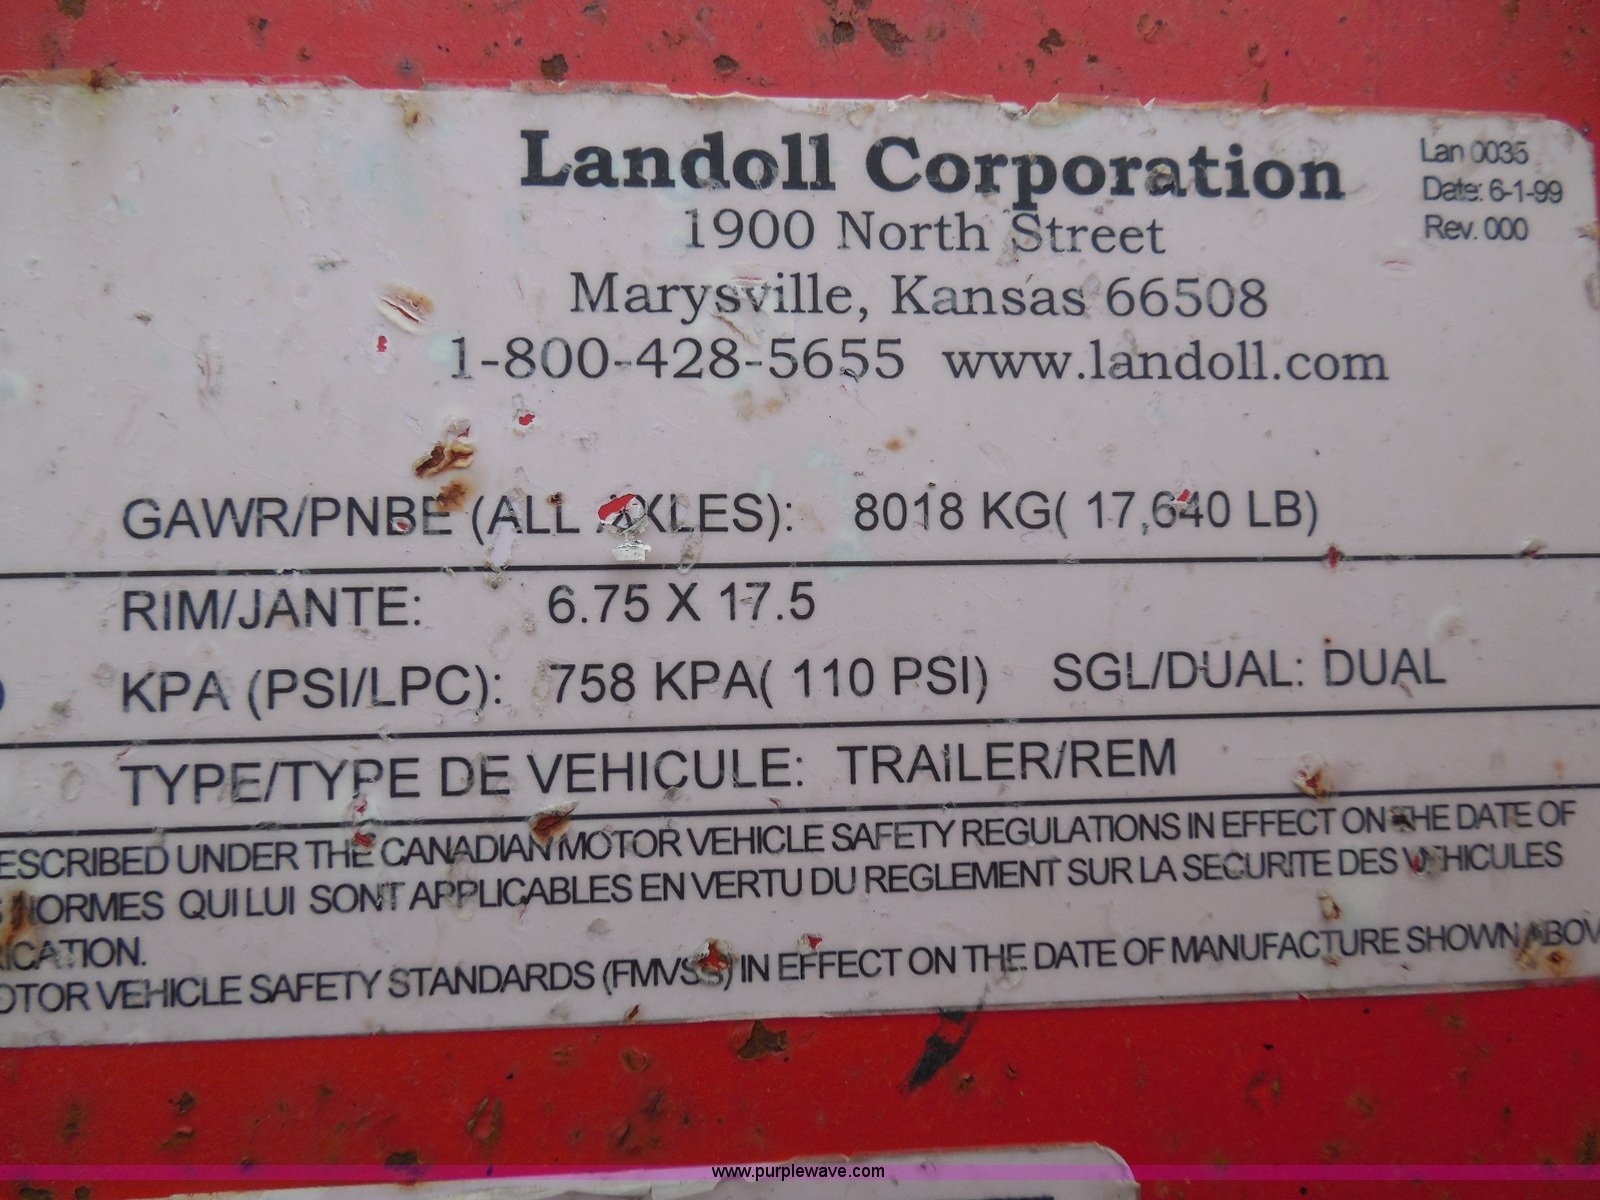 Landoll Corporation
1900 North Street
Marysville, Kansas 66508
1-800-428-5655 www.landoll.com
Lan 0035
Date: 6-1-99
Rev. 000
GAWR/PNBE (ALL AXLES): 8018 KG( 17,640 LB)
RIM/JANTE: 6.75 X 17.5
KPA (PSI/LPC): 758 KPA( 110 PSI) SGL/DUAL: DUAL
TYPE/TYPE DE VEHICULE: TRAILER/REM
ESCRIBED UNDER THE CANADIAN MOTOR VEHICLE SAFETY REGULATIONS IN EFFECT ON THE DATE OF
S NORMES QUI LUI SONT APPLICABLES EN VERTU DU REGLEMENT SUR LA SECURITE DES VEHICULES
RICATION.
OTOR VEHICLE SAFETY STANDARDS (FMVSS) IN EFFECT ON THE DATE OF MANUFACTURE SHOWN ABOV
www.purplewave.com